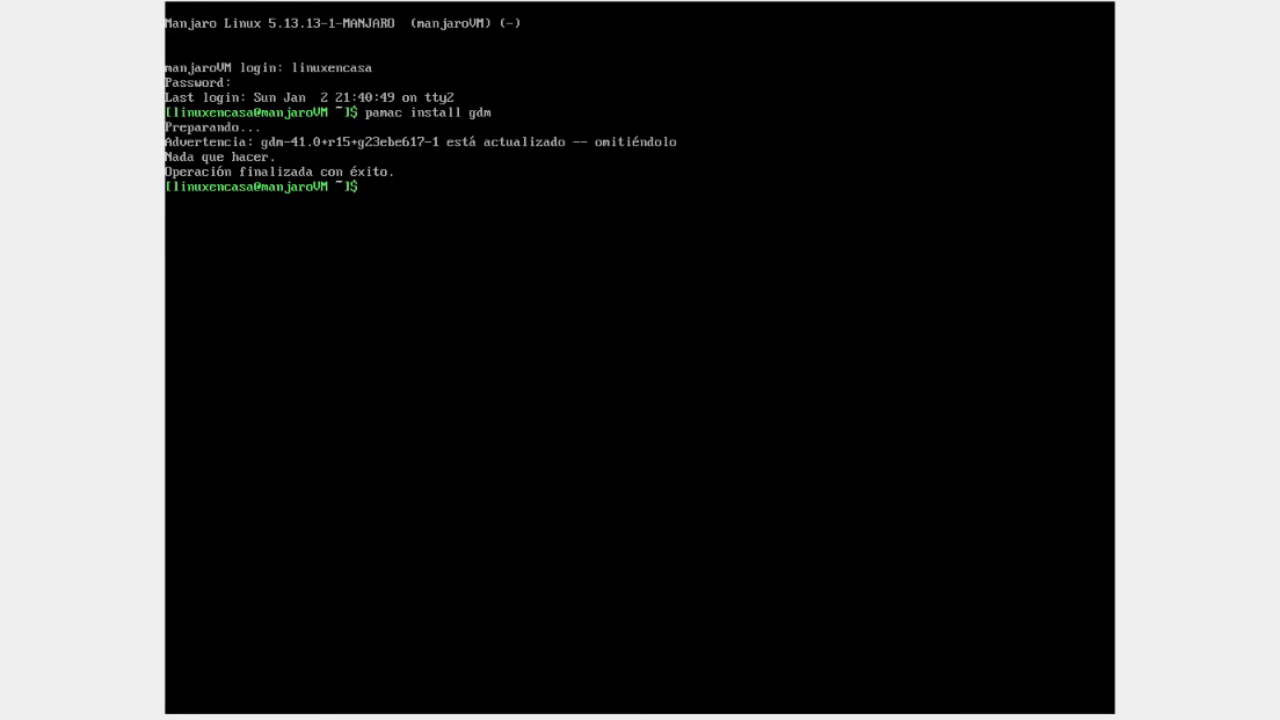 Manjaro Linux 5.13.13-1-MANJARO  (manjaroVM) (-)
manjaroVM login: linuxencasa
Password:
Last login: Sun Jan  2 21:40:49 on tty2
[linuxencasa@manjaroVM ~]$ pamac install gdm
Preparando...
Advertencia: gdm-41.0+r15+g23ebe617-1 está actualizado -- omitiéndolo
Nada que hacer.
Operación finalizada con éxito.
[linuxencasa@manjaroVM ~]$